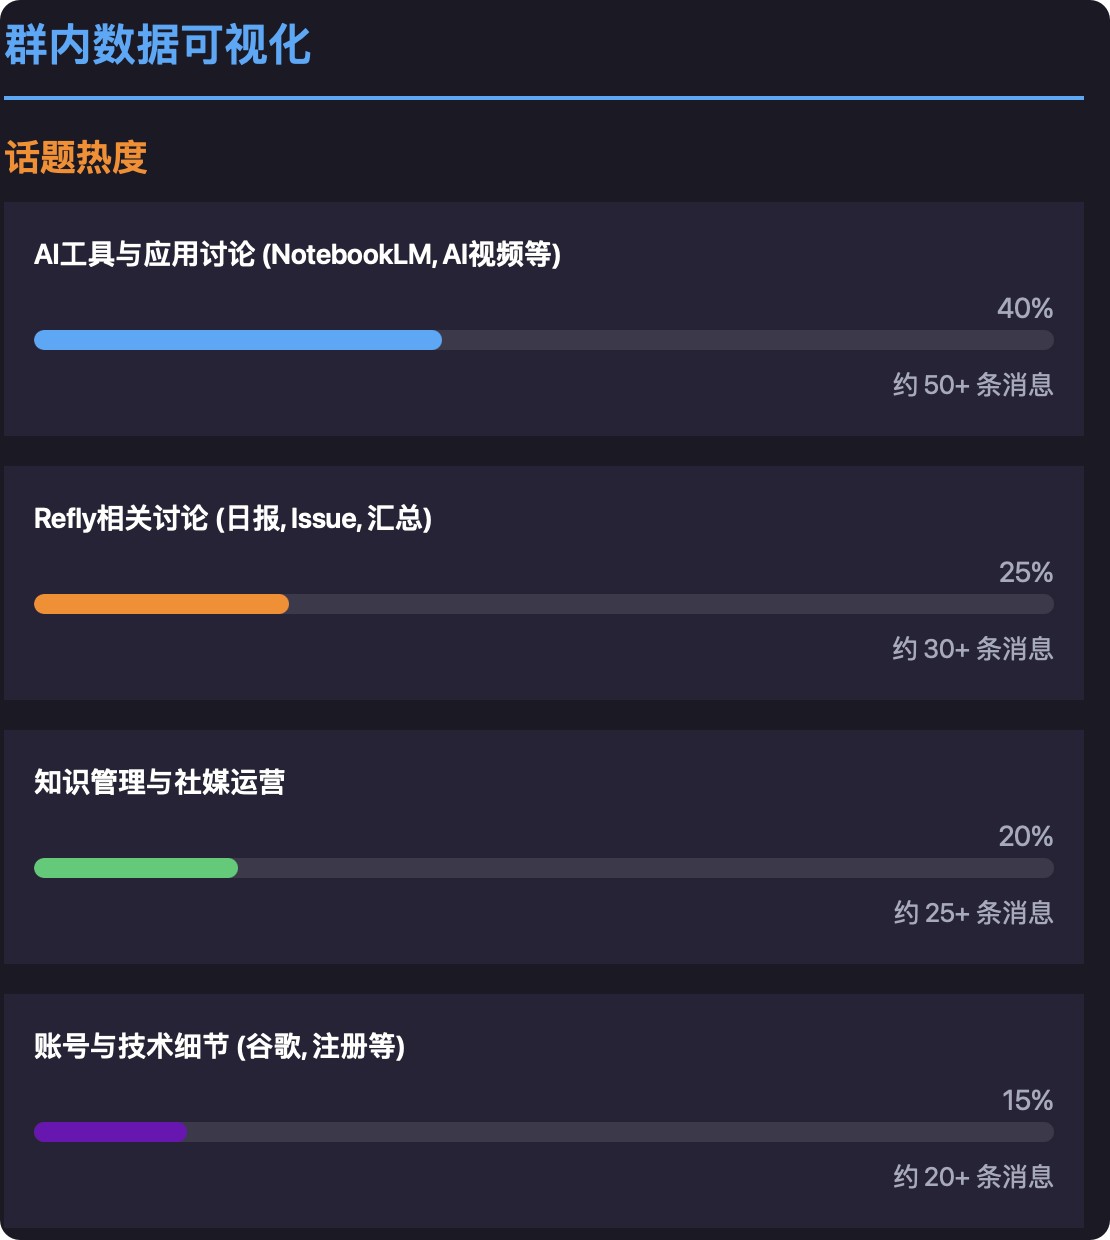 群内数据可视化
话题热度
AI工具与应用讨论 (NotebookLM, AI视频等)
40%
约 50+ 条消息
Refly相关讨论 (日报, Issue, 汇总)
25%
约 30+ 条消息
知识管理与社媒运营
20%
约 25+ 条消息
账号与技术细节 (谷歌, 注册等)
15%
约 20+ 条消息